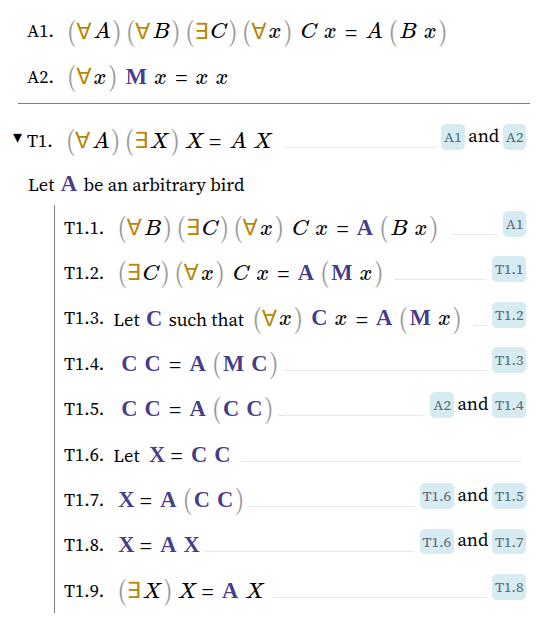 A1. (∀A)(∀B)(∃C)(∀x) C x = A (B x)
A2. (∀x) M x = x x
▼ T1. (∀A)(∃X) X = A X A1 and A2
Let A be an arbitrary bird
T1.1. (∀B)(∃C)(∀x) C x = A (B x) A1
T1.2. (∃C)(∀x) C x = A (M x) T1.1
T1.3. Let C such that (∀x) C x = A (M x) T1.2
T1.4. C C = A (M C) T1.3
T1.5. C C = A (C C) A2 and T1.4
T1.6. Let X = C C
T1.7. X = A (C C) T1.6 and T1.5
T1.8. X = A X T1.6 and T1.7
T1.9. (∃X) X = A X T1.8